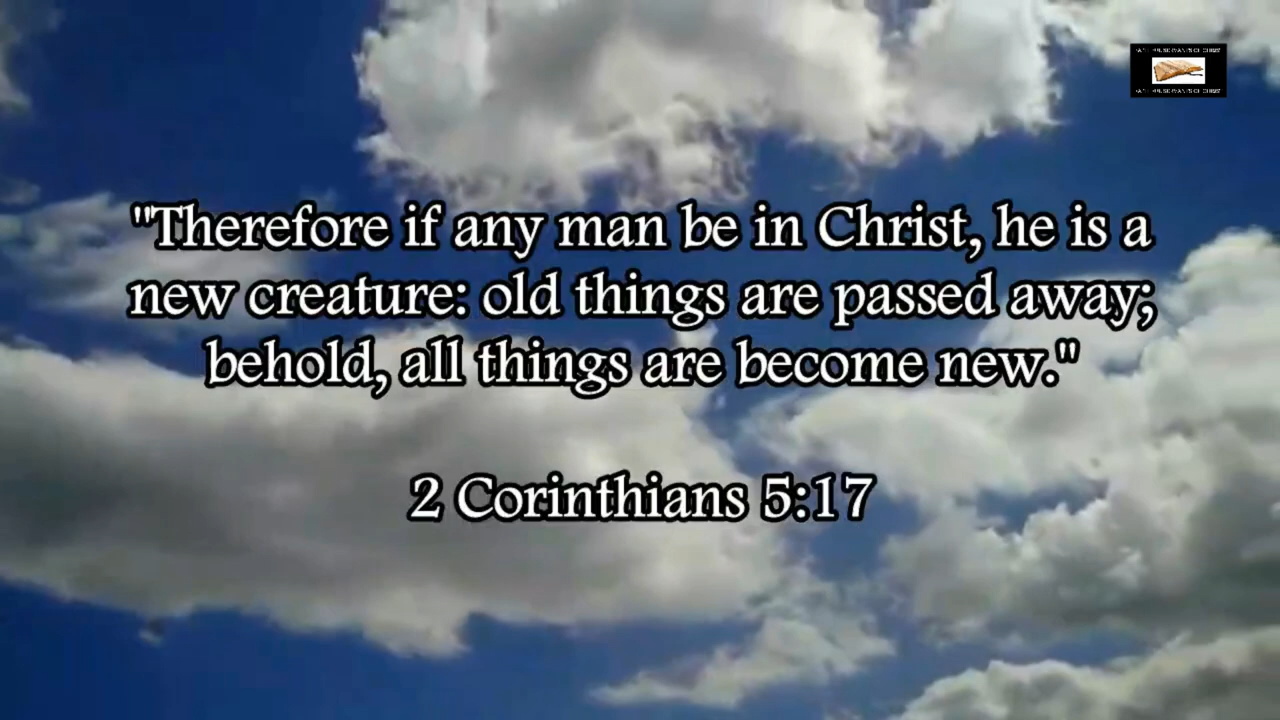 "Therefore if any man be in Christ, he is a
new creature: old things are passed away;
behold, all things are become new."
2 Corinthians 5:17